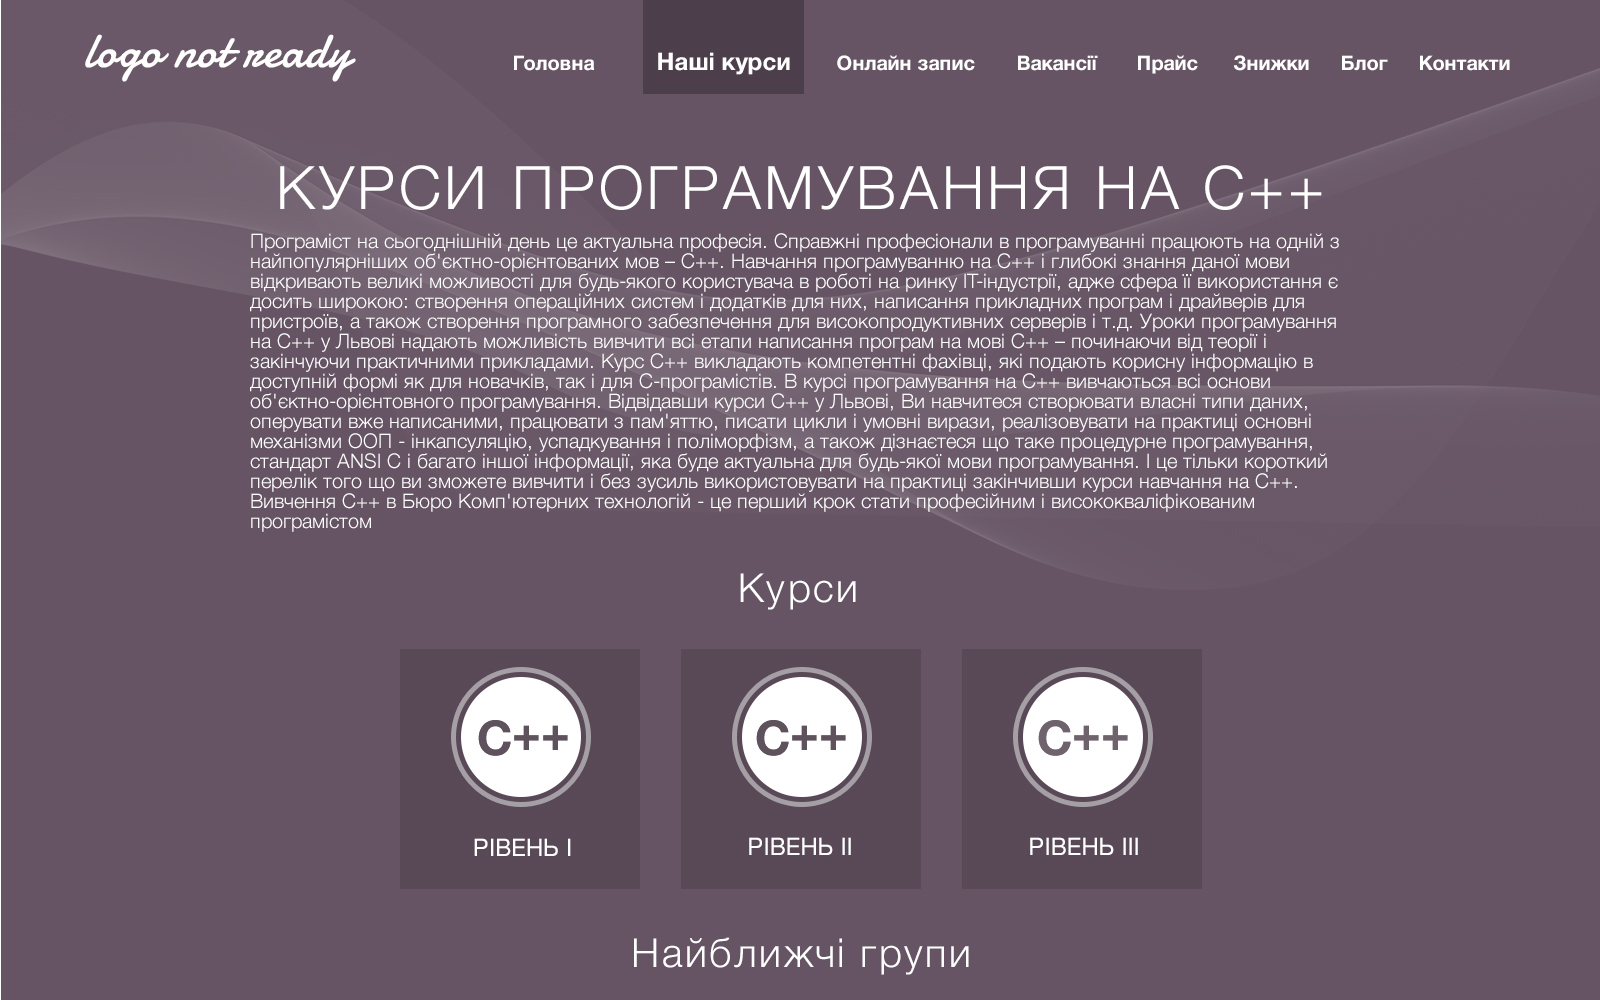 logo not ready
Головна Наші курси Онлайн запис Вакансії Прайс Знижки Блог Контакти
КУРСИ ПРОГРАМУВАННЯ НА C++
Програміст на сьогоднішній день це актуальна професія. Справжні професіонали в програмуванні працюють на одній з
найпопулярніших об'єктно-орієнтованих мов – C++. Навчання програмуванню на C++ і глибокі знання даної мови
відкривають великі можливості для будь-якого користувача в роботі на ринку IT-індустрії, адже сфера її використання є
досить широкою: створення операційних систем і додатків для них, написання прикладних програм і драйверів для
пристроїв, а також створення програмного забезпечення для високопродуктивних серверів і т.д. Уроки програмування
на C++ у Львові надають можливість вивчити всі етапи написання програм на мові C++ – починаючи від теорії і
закінчуючи практичними прикладами. Курс C++ викладають компетентні фахівці, які подають корисну інформацію в
доступній формі як для новачків, так і для C-програмістів. В курсі програмування на C++ вивчаються всі основи
об'єктно-орієнтовного програмування. Відвідавши курси C++ у Львові, Ви навчитеся створювати власні типи даних,
оперувати вже написаними, працювати з пам'яттю, писати цикли і умовні вирази, реалізовувати на практиці основні
механізми ООП - інкапсуляцію, успадкування і поліморфізм, а також дізнаєтеся що таке процедурне програмування,
стандарт ANSI C і багато іншої інформації, яка буде актуальна для будь-якої мови програмування. І це тільки короткий
перелік того що ви зможете вивчити і без зусиль використовувати на практиці закінчивши курси навчання на C++.
Вивчення C++ в Бюро Комп'ютерних технологій - це перший крок стати професійним і висококваліфікованим
програмістом
Курси
C++ C++ C++
РІВЕНЬ I РІВЕНЬ II РІВЕНЬ III
Найближчі групи